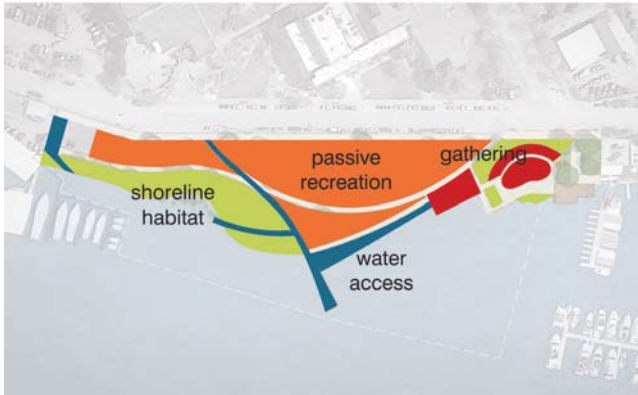 passive
recreation
gathering
shoreline
habitat
water
access